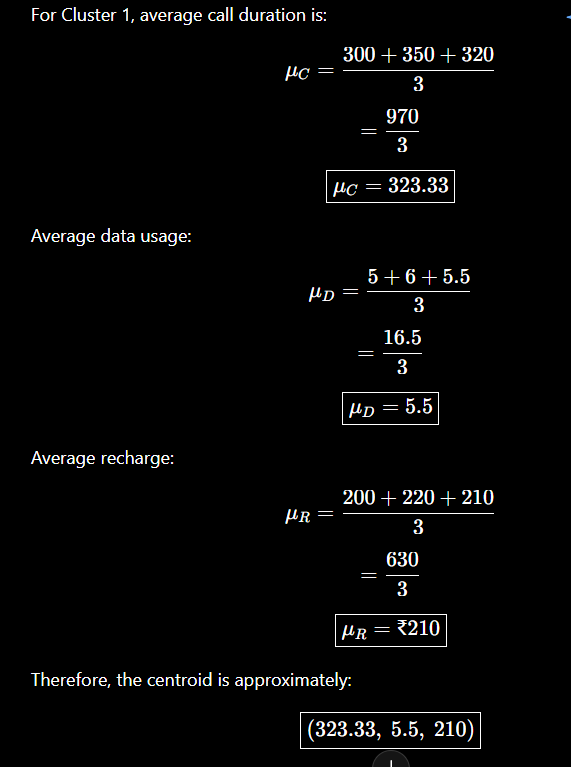 For Cluster 1, average call duration is:
μC = 300 + 350 + 320
3
= 970
3
μC = 323.33
Average data usage:
μD = 5 + 6 + 5.5
3
= 16.5
3
μD = 5.5
Average recharge:
μR = 200 + 220 + 210
3
= 630
3
μR = ₹210
Therefore, the centroid is approximately:
(323.33, 5.5, 210)